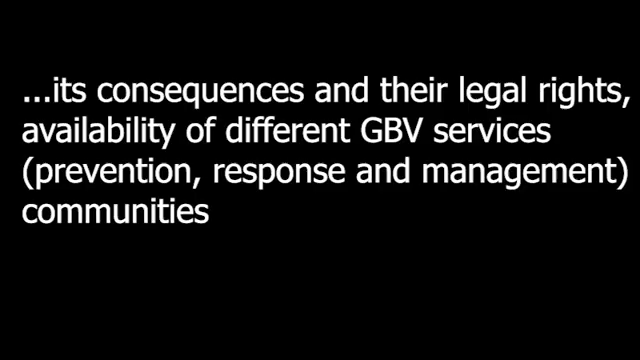 ...its consequences and their legal rights,
availability of different GBV services
(prevention, response and management)
communities